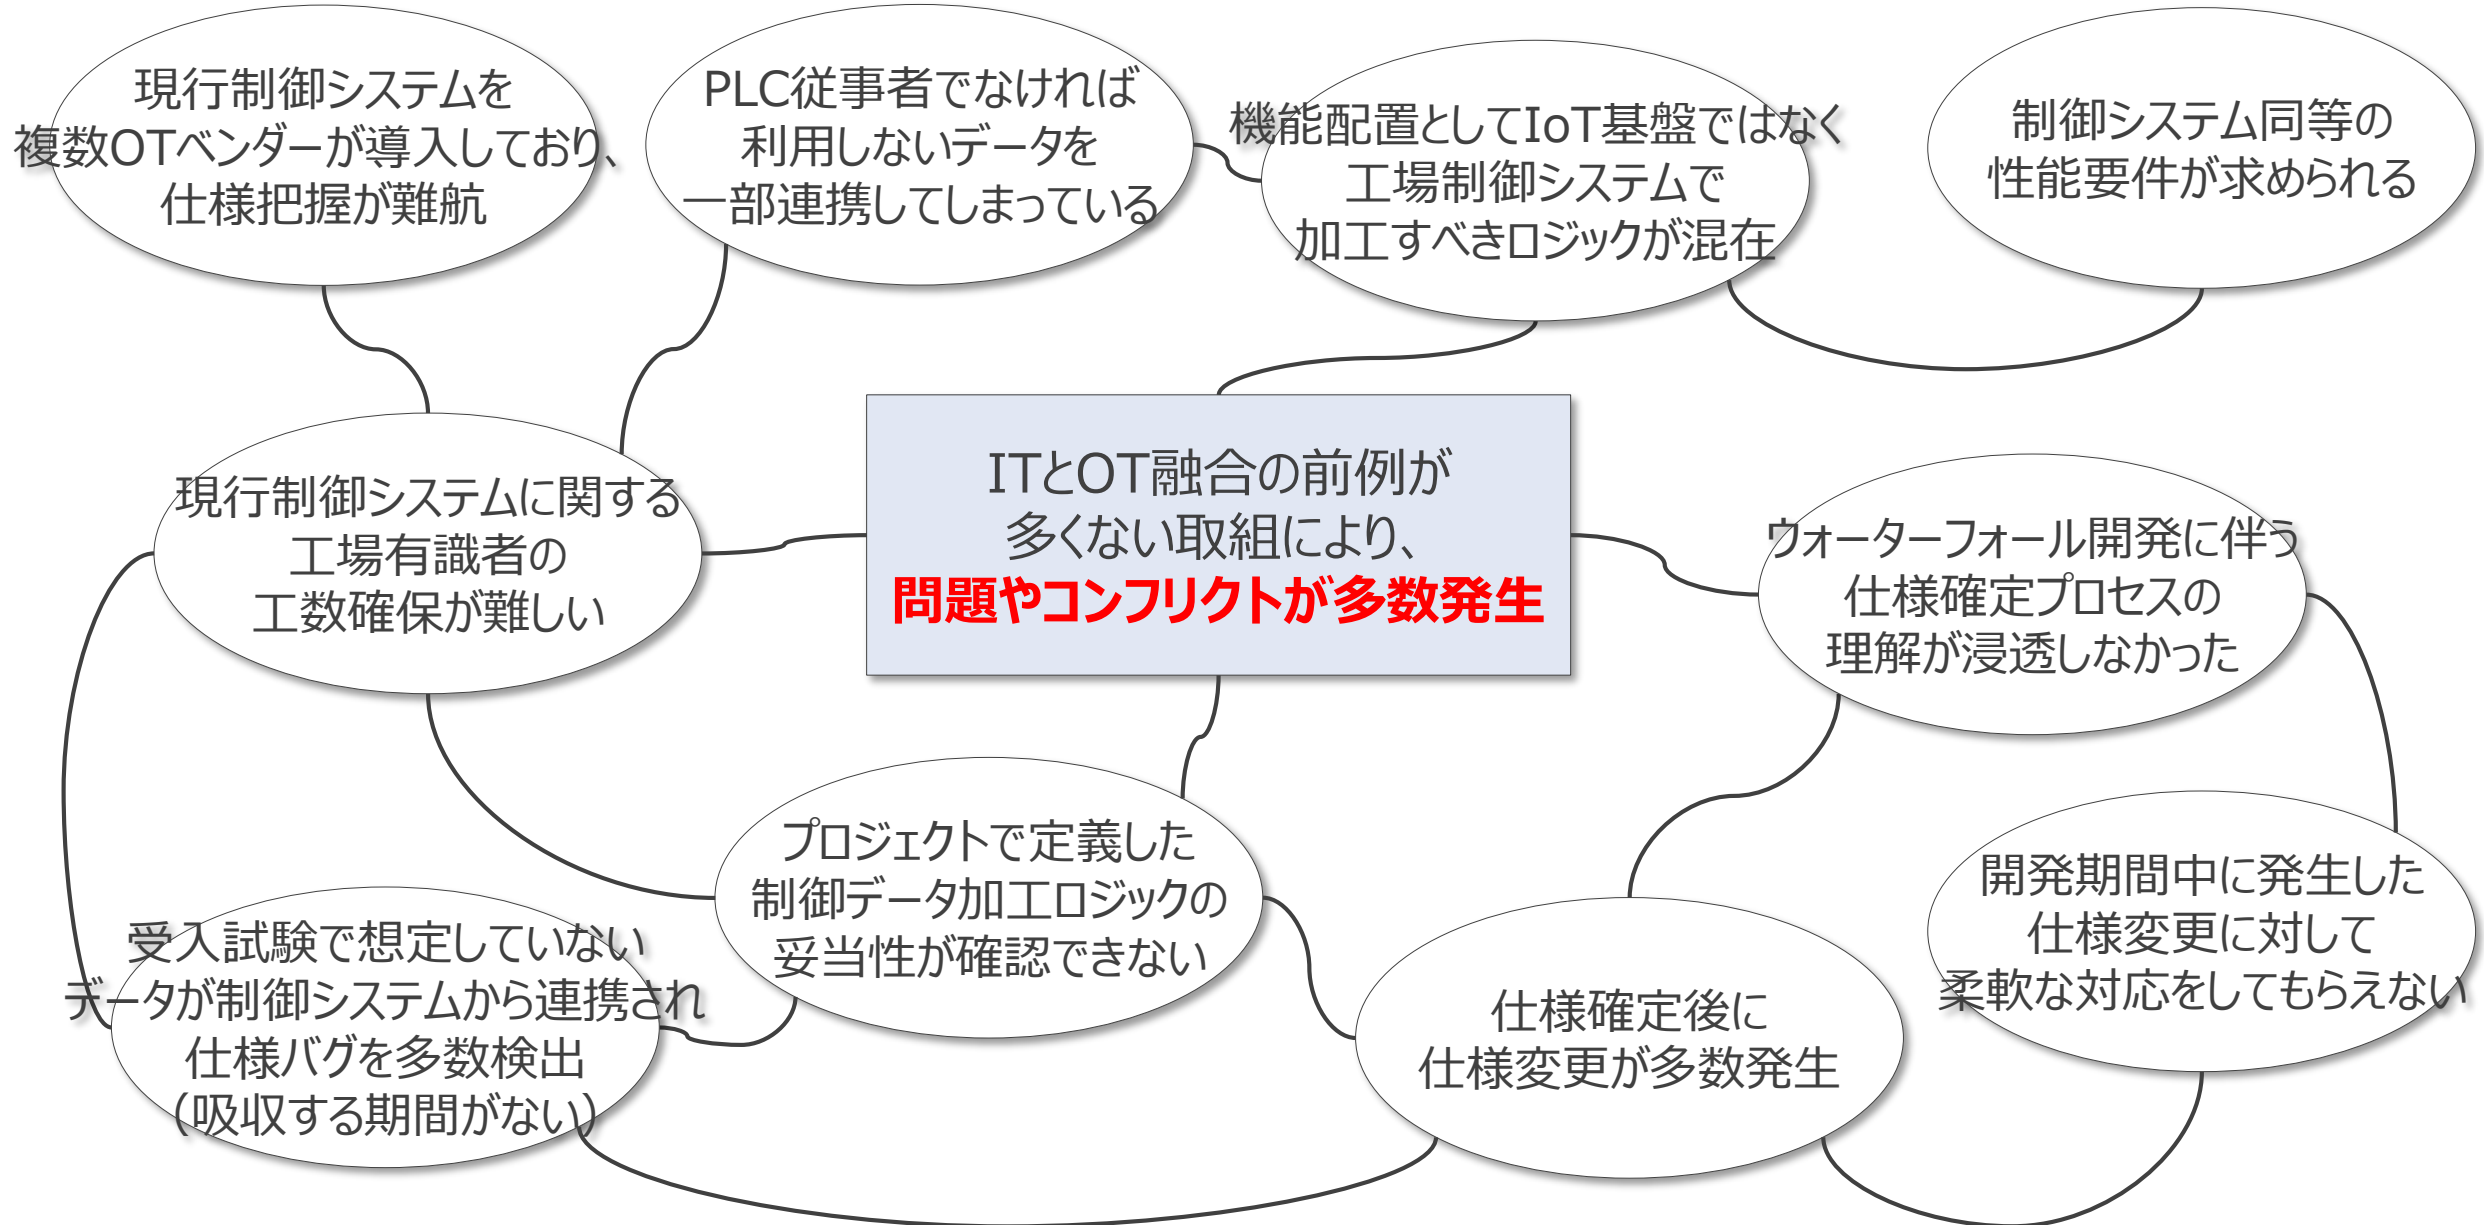 現行制御システムを
複数OTベンダーが導入しており、
仕様把握が難航
PLC従事者でなければ
利用しないデータを
一部連携してしまっている
機能配置としてIoT基盤ではなく
工場制御システムで
加工すべきロジックが混在
制御システム同等の
性能要件が求められる
現行制御システムに関する
工場有識者の
工数確保が難しい
ITとOT融合の前例が
多くない取組により、
問題やコンフリクトが多数発生
ウォーターフォール開発に伴う
仕様確定プロセスの
理解が浸透しなかった
プロジェクトで定義した
制御データ加工ロジックの
妥当性が確認できない
受入試験で想定していない
データが制御システムから連携され
仕様バグを多数検出
（吸収する期間がない）
仕様確定後に
仕様変更が多数発生
開発期間中に発生した
仕様変更に対して
柔軟な対応をしてもらえない